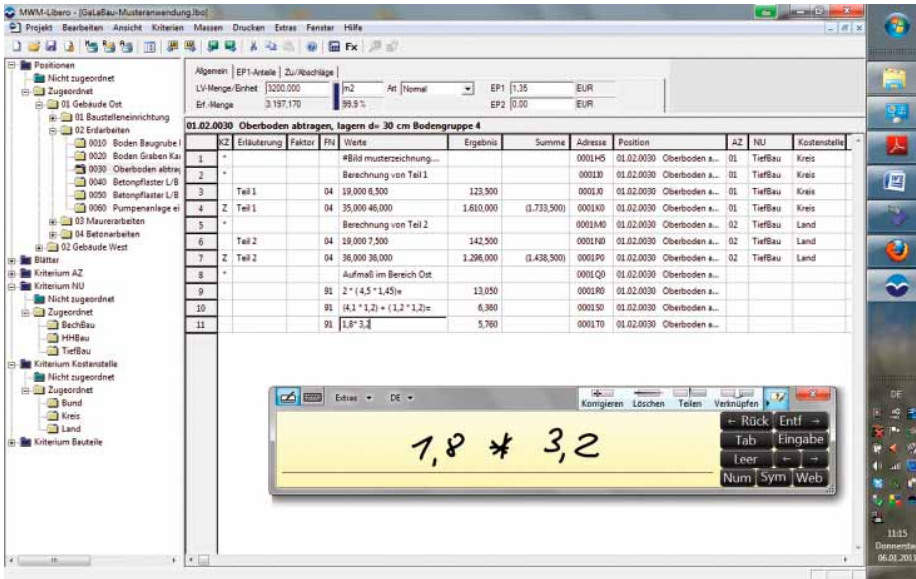 MWM-Libero - [GaLaBau-Musteranwendung.lbo]
Projekt Bearbeiten Ansicht Kriterien Massen Drucken Extras Fenster Hilfe
Fx
Positionen
Nicht zugeordnet
Zugeordnet
01 Gebäude Ost
01 Baustelleneinrichtung
02 Erdarbeiten
0010 Boden Baugrube
0020 Boden Graben Ka
0030 Oberboden abtra
0040 Betonpflaster L/B
0050 Betonpflaster L/B
0060 Pumpenanlage ei
03 Maurerarbeiten
04 Betonarbeiten
02 Gebäude West
Blätter
Kriterium AZ
Kriterium NU
Nicht zugeordnet
Zugeordnet
BechBau
HHBau
TiefBau
Kriterium Kostenstelle
Nicht zugeordnet
Zugeordnet
Bund
Kreis
Land
Kriterium Bauteile
Allgemein EP1-Anteile Zu-/Abschläge
LV-Menge/Einheit 3200,000 m2 Art Normal EP1 1,35 EUR
Erf.-Menge 3.197,170 99.9 % EP2 0.00 EUR
01.02.0030 Oberboden abtragen, lagern d= 30 cm Bodengruppe 4
KZ Erläuterung Faktor FN Werte Ergebnis Summe Adresse Position AZ NU Kostenstelle
1 * #Bild musterzeichnung.... 0001H5 01.02.0030 Oberboden a... 01 TiefBau Kreis
2 * Berechnung von Teil 1 0001I0 01.02.0030 Oberboden a... 01 TiefBau Kreis
3 Teil 1 04 19,000 6,500 123,500 0001J0 01.02.0030 Oberboden a... 01 TiefBau Kreis
4 Z Teil 1 04 35,000 46,000 1.610,000 (1.733,500) 0001K0 01.02.0030 Oberboden a... 01 TiefBau Kreis
5 * Berechnung von Teil 2 0001M0 01.02.0030 Oberboden a... 02 TiefBau Land
6 Teil 2 04 19,000 7,500 142,500 0001N0 01.02.0030 Oberboden a... 02 TiefBau Land
7 Z Teil 2 04 36,000 36,000 1.296,000 (1.438,500) 0001P0 01.02.0030 Oberboden a... 02 TiefBau Land
8 * Aufmaß im Bereich Ost 0001Q0 01.02.0030 Oberboden a...
9 91 2 * ( 4,5 * 1,45)= 13,050 0001R0 01.02.0030 Oberboden a...
10 91 (4,1 * 1,2) + ( 1,2 * 1,2)= 6,360 0001S0 01.02.0030 Oberboden a...
11 91 1,8* 3,2 5,760 0001T0 01.02.0030 Oberboden a...
Extras DE
Korrigieren Löschen Teilen Verknüpfen
1,8 * 3,2
← Rück Entf →
Tab Eingabe
Leer ← →
Num Sym Web
DE
11:15
Donnersta
06.01.2011